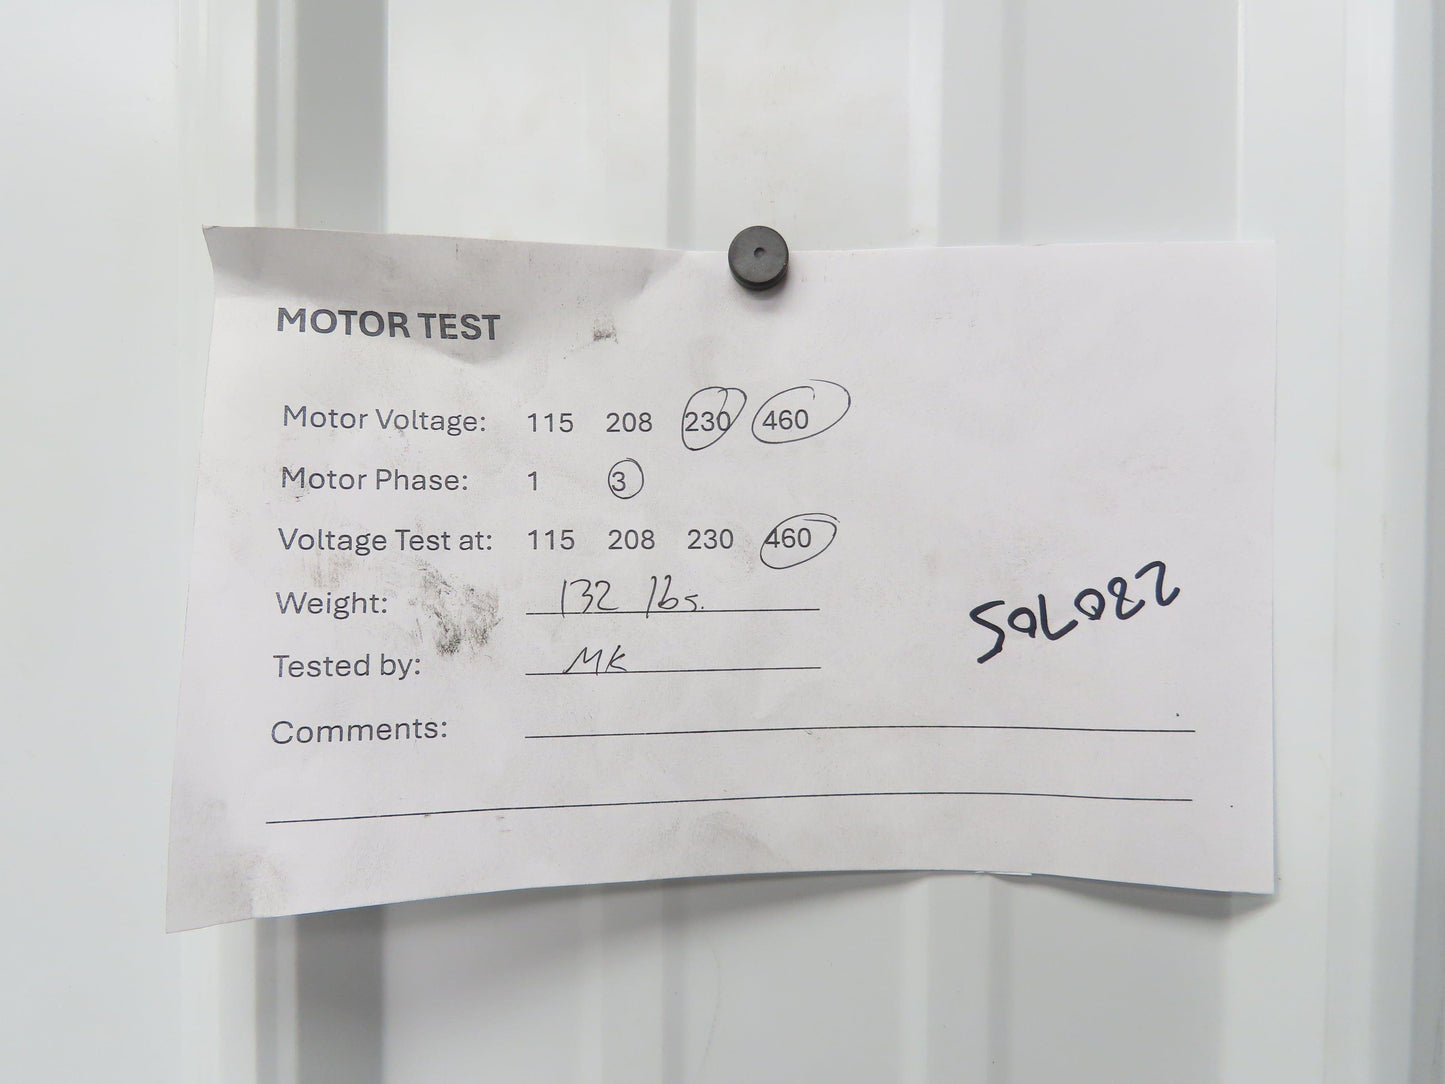 MOTOR TEST
Motor Voltage: 115 208 230 460
Motor Phase: 1 3
Voltage Test at: 115 208 230 460
Weight: 132 lbs.
Tested by: MK
Comments: